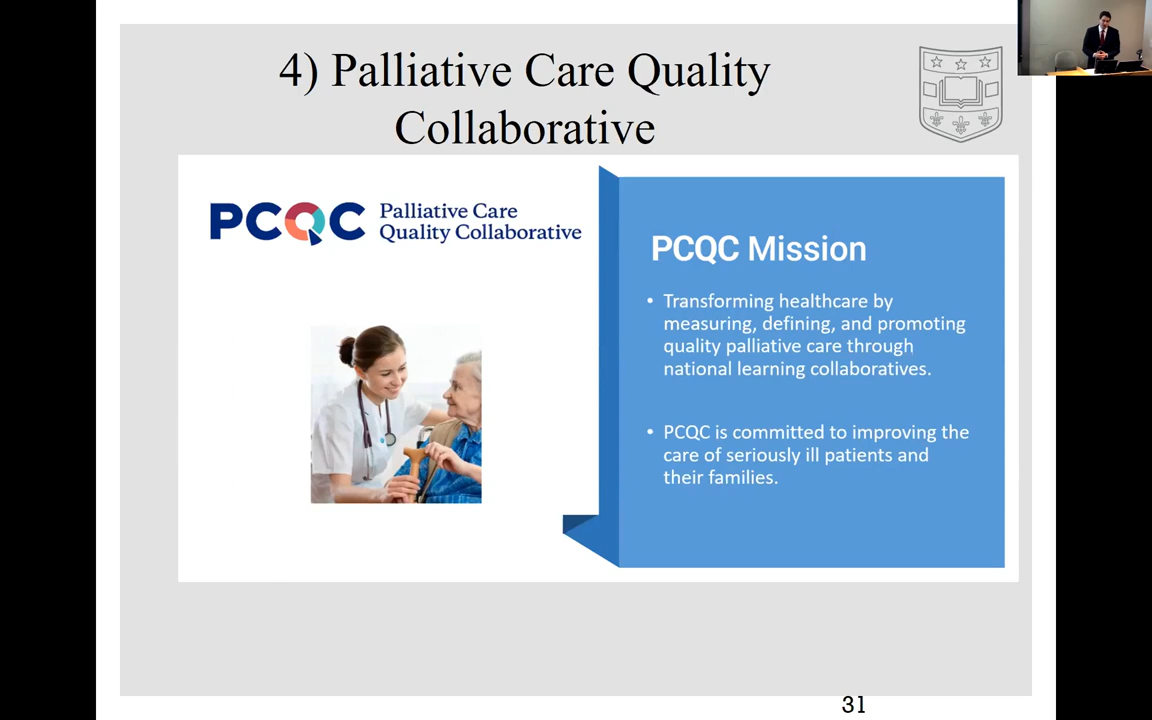 4) Palliative Care Quality
Collaborative
PCQC
Palliative Care
Quality Collaborative
PCQC Mission
• Transforming healthcare by
measuring, defining, and promoting
quality palliative care through
national learning collaboratives.
• PCQC is committed to improving the
care of seriously ill patients and
their families.
31